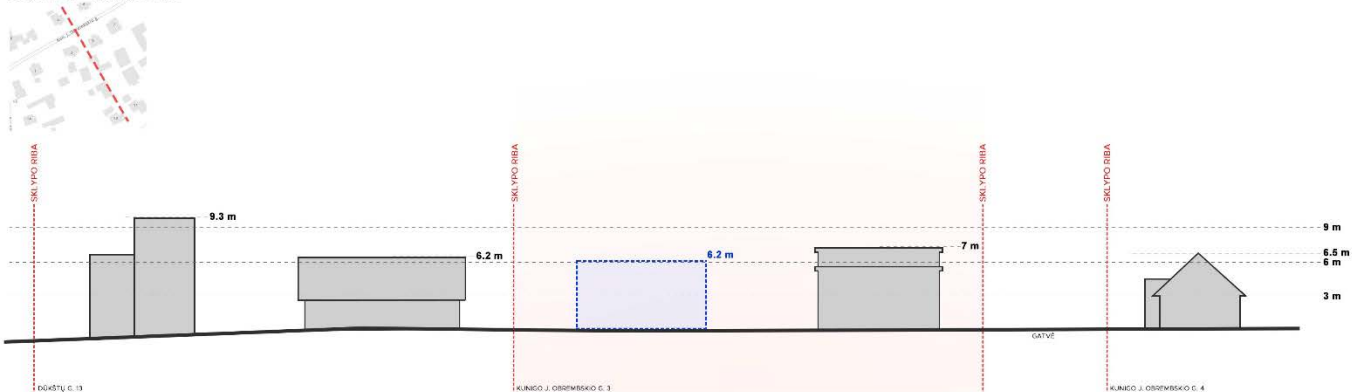 SKLYPO RIBA
SKLYPO RIBA
SKLYPO RIBA
SKLYPO RIBA
9.3 m
9 m
7 m
6.2 m
6.2 m
6.5 m
6 m
3 m
GATVĖ
DŪKŠTŲ G. 13
KUNIGO J. OBREMBSKIO G. 3
KUNIGO J. OBREMBSKIO G. 4